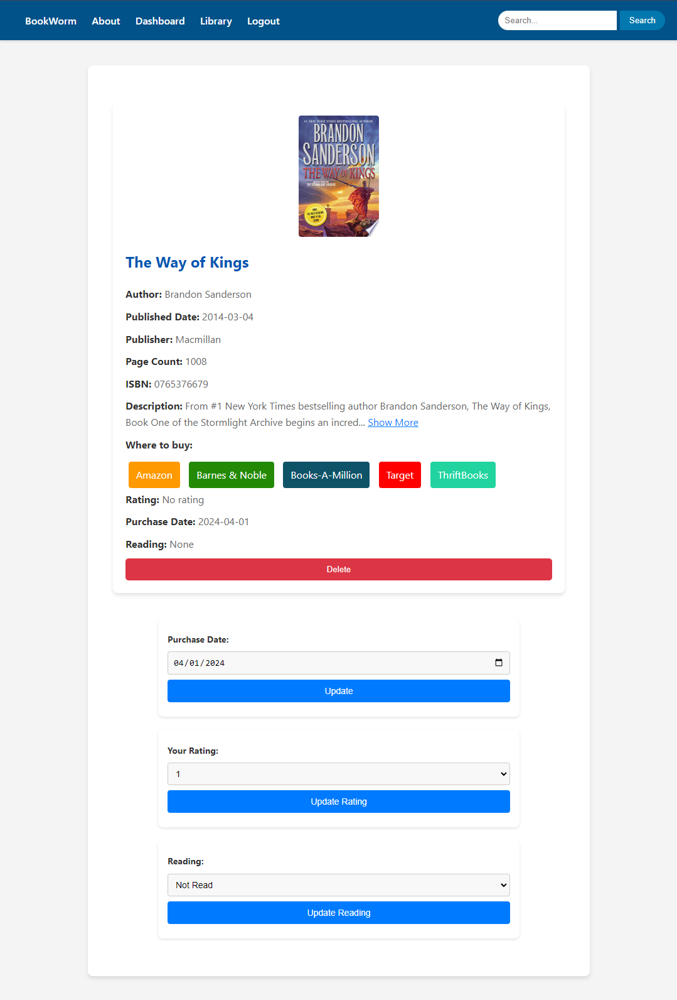 BookWorm About Dashboard Library Logout Search... Search
#1 NEW YORK TIMES BESTSELLING AUTHOR
BRANDON
SANDERSON
THE WAY OF KINGS
BOOK ONE OF
THE STORMLIGHT ARCHIVE
The Way of Kings
Author: Brandon Sanderson
Published Date: 2014-03-04
Publisher: Macmillan
Page Count: 1008
ISBN: 0765376679
Description: From #1 New York Times bestselling author Brandon Sanderson, The Way of Kings,
Book One of the Stormlight Archive begins an incred... Show More
Where to buy:
Amazon Barnes & Noble Books-A-Million Target ThriftBooks
Rating: No rating
Purchase Date: 2024-04-01
Reading: None
Delete
Purchase Date:
04/01/2024
Update
Your Rating:
1
Update Rating
Reading:
Not Read
Update Reading